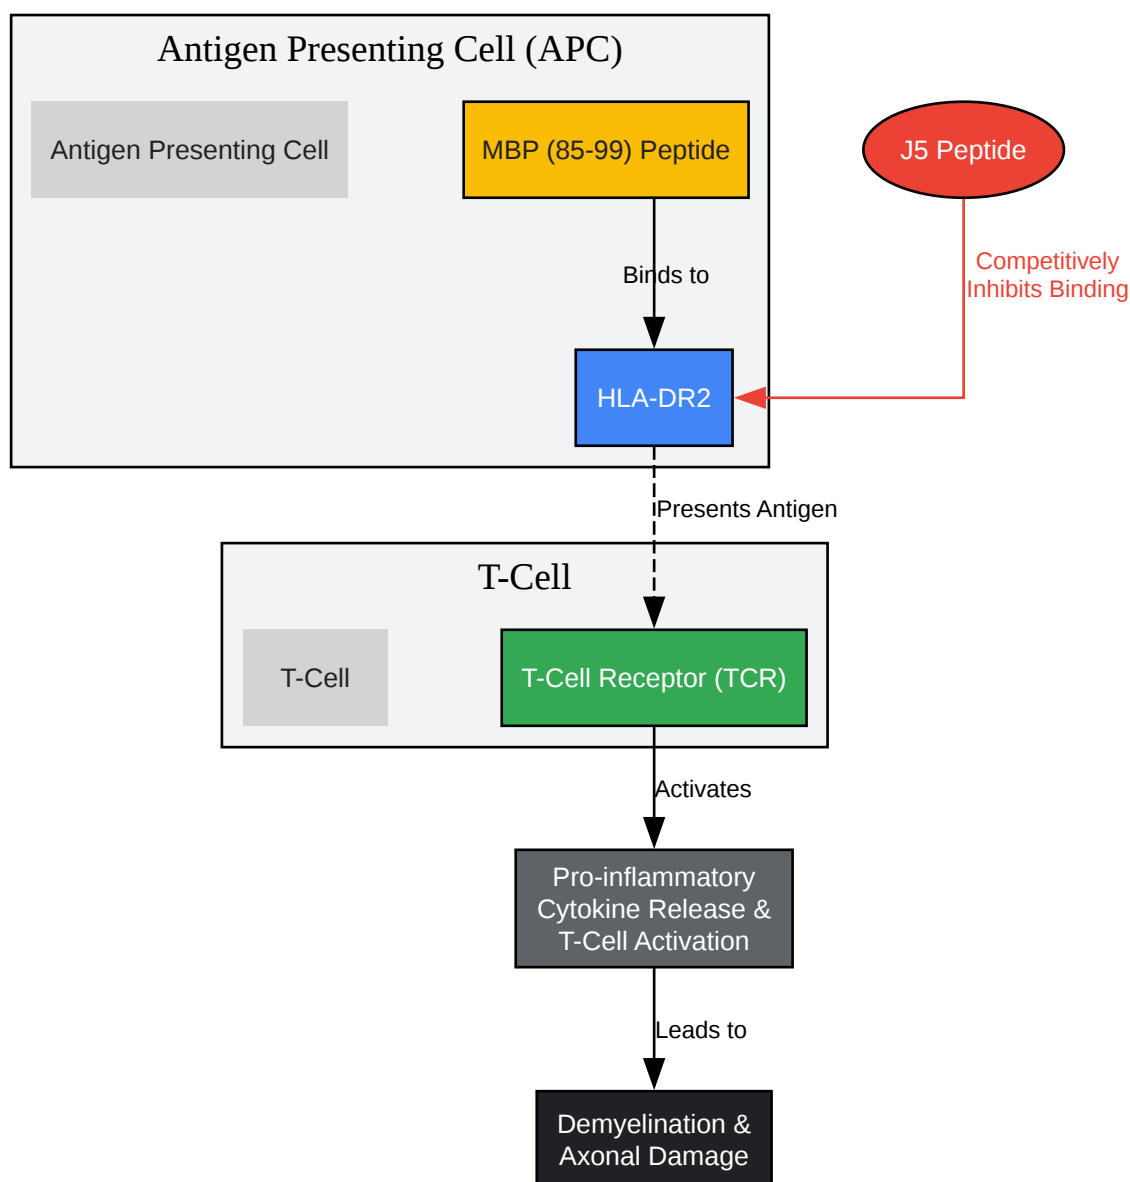 Antigen Presenting Cell (APC)
Antigen Presenting Cell
MBP (85-99) Peptide
J5 Peptide
Binds to
Competitively
Inhibits Binding
HLA-DR2
Presents Antigen
T-Cell
T-Cell
T-Cell Receptor (TCR)
Activates
Pro-inflammatory
Cytokine Release &
T-Cell Activation
Leads to
Demyelination &
Axonal Damage